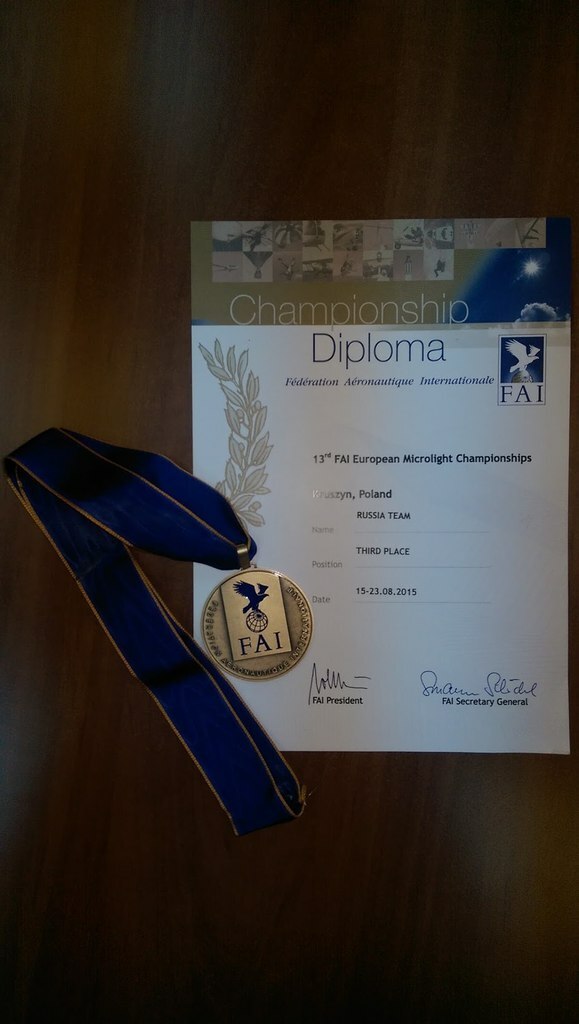 Championship
Diploma
Fédération Aéronautique Internationale
FAI
13rd FAI European Microlight Championships
Kruszyn, Poland
Name RUSSIA TEAM
Position THIRD PLACE
Date 15-23.08.2015
FAI President
FAI Secretary General
FAI
AERONAUTIQUE